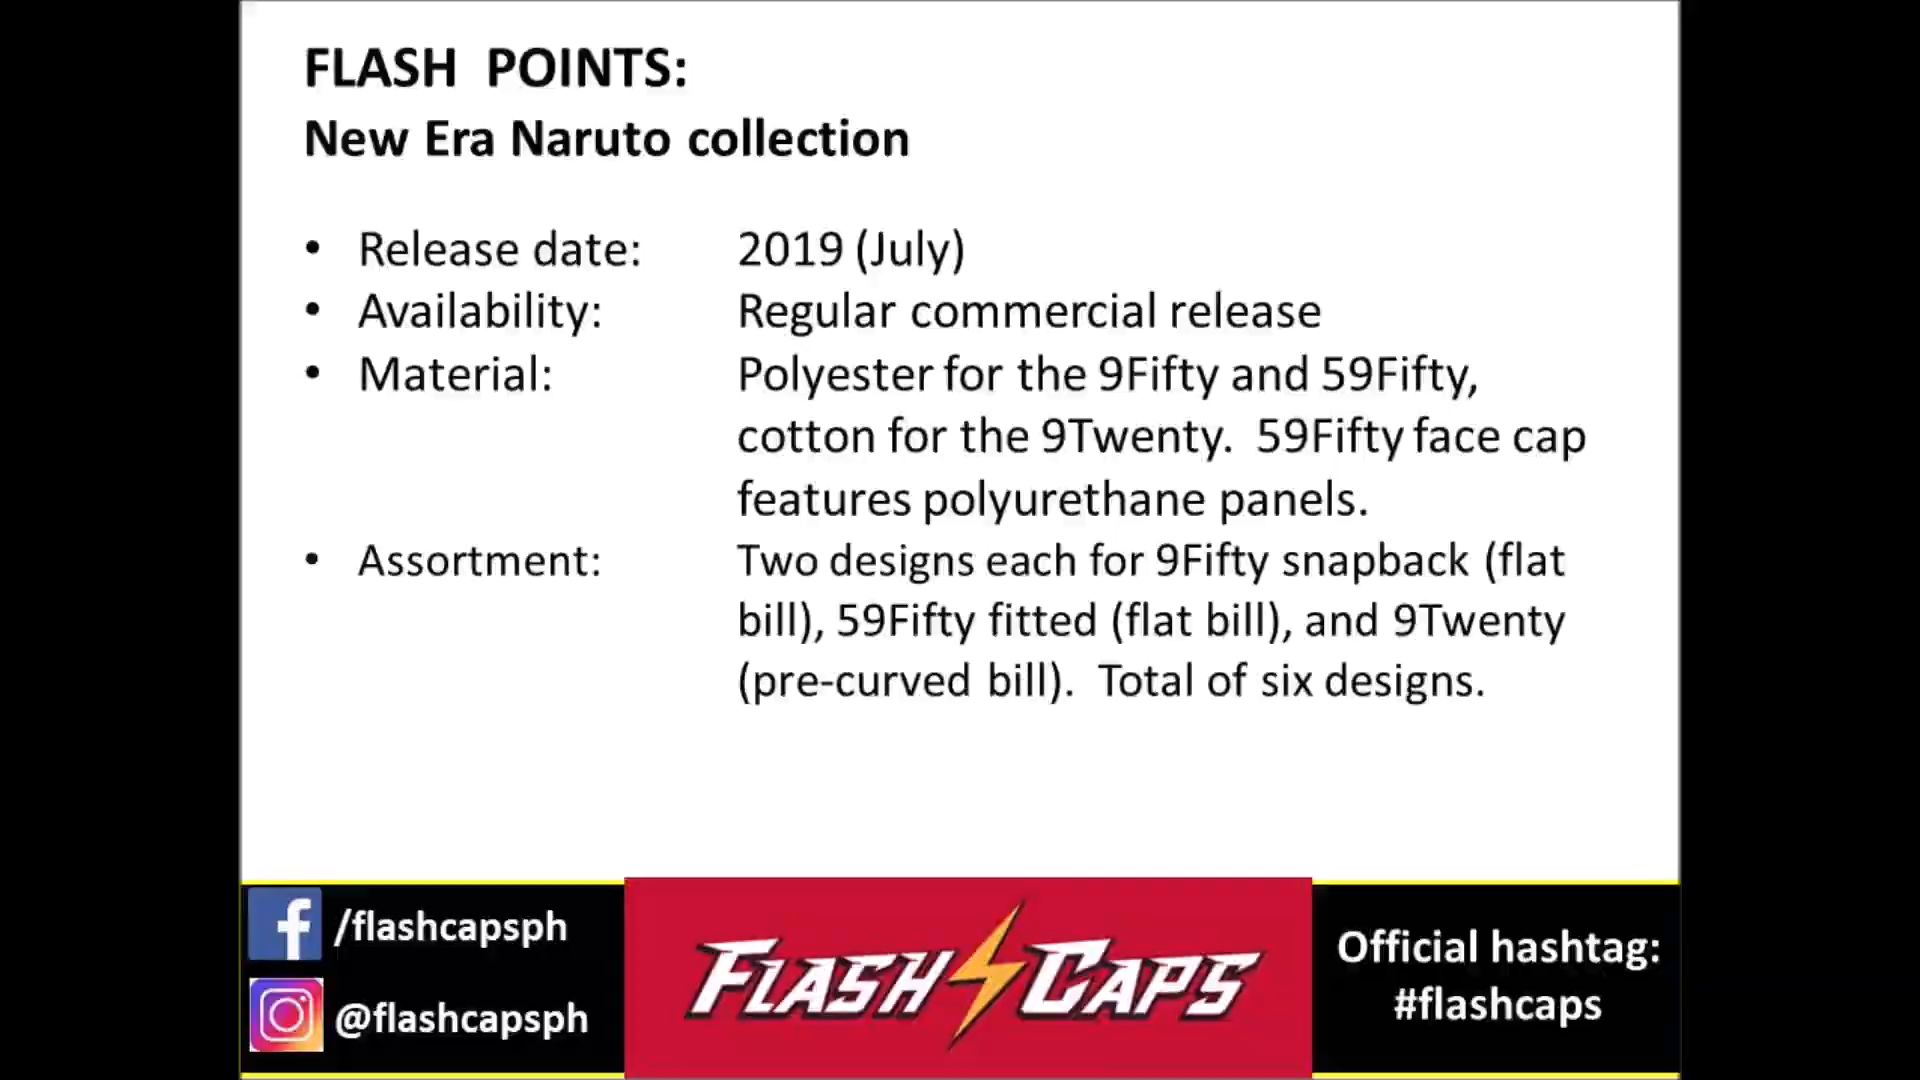 FLASH POINTS:
New Era Naruto collection
• Release date: 2019 (July)
• Availability: Regular commercial release
• Material: Polyester for the 9Fifty and 59Fifty,
cotton for the 9Twenty. 59Fifty face cap
features polyurethane panels.
• Assortment: Two designs each for 9Fifty snapback (flat
bill), 59Fifty fitted (flat bill), and 9Twenty
(pre-curved bill). Total of six designs.
/flashcapsph
@flashcapsph
FLASH CAPS
Official hashtag:
#flashcaps